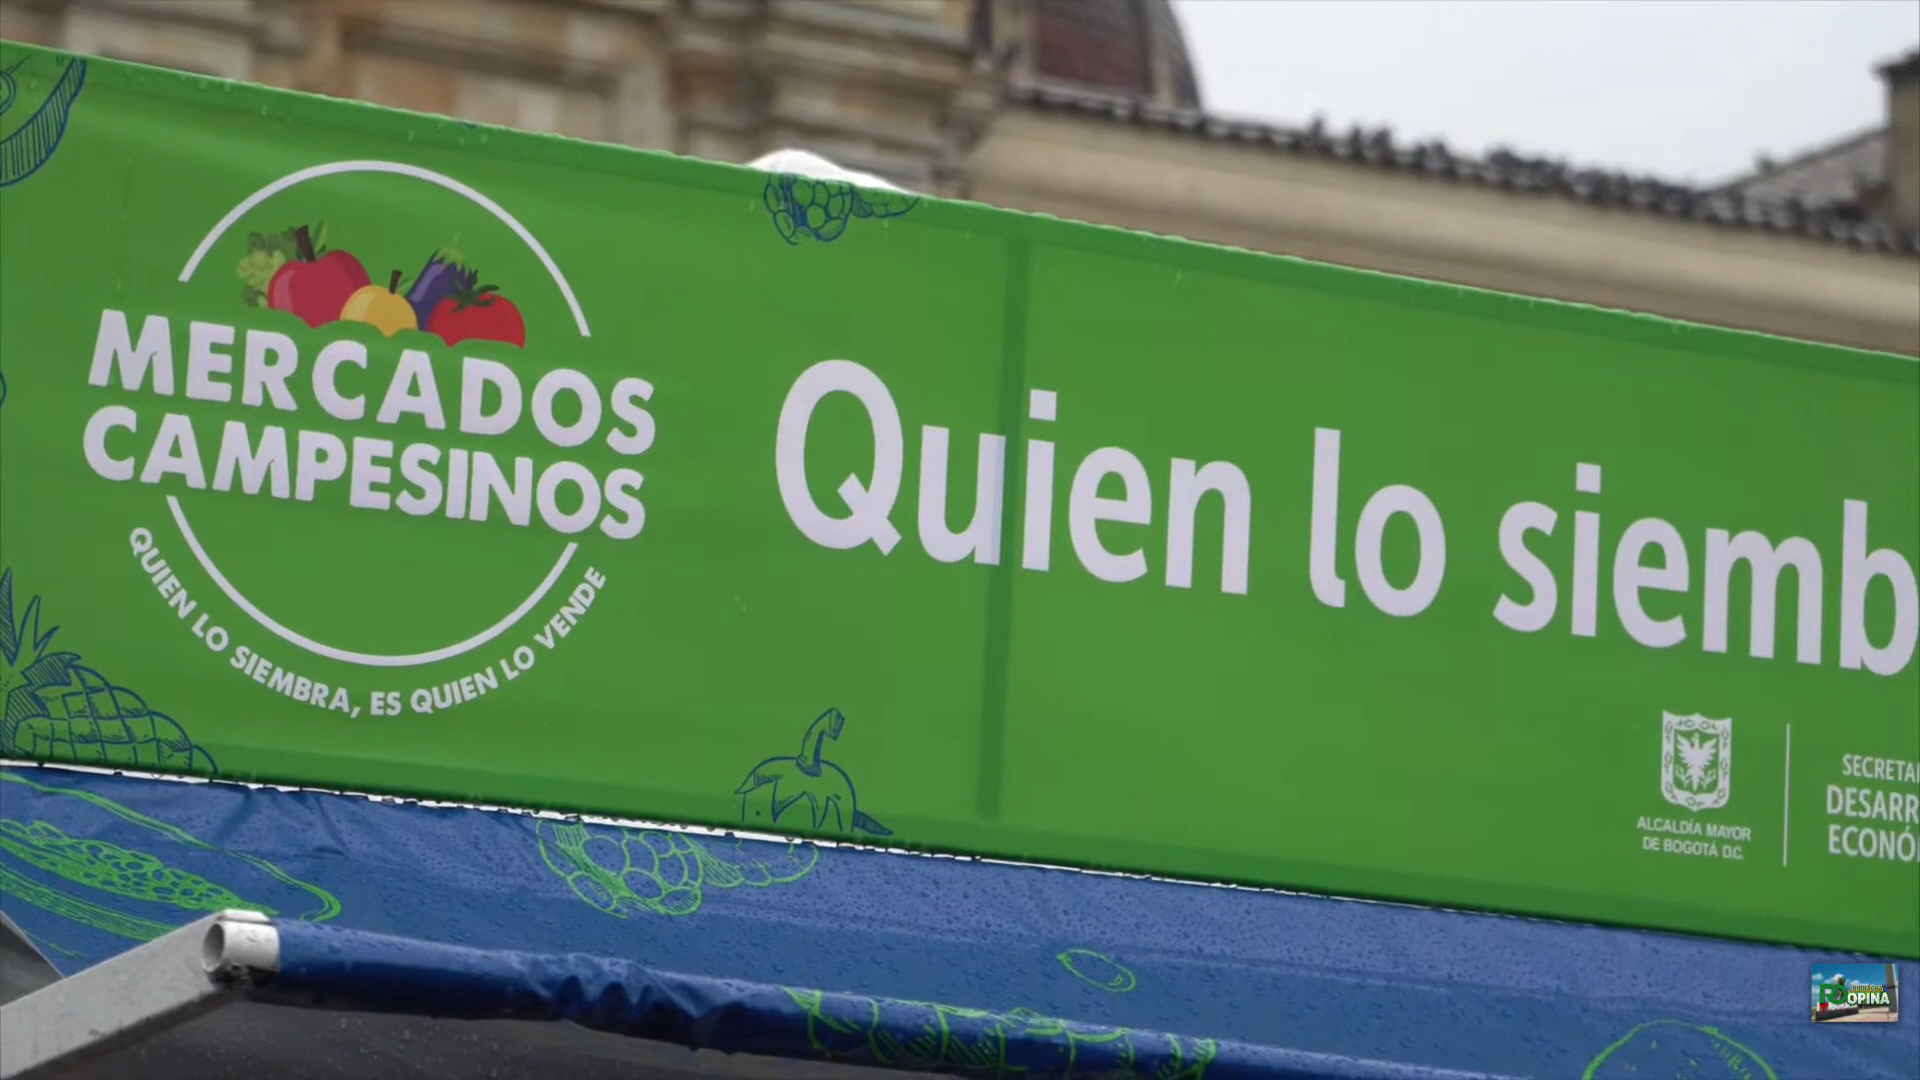 MERCADOS
CAMPESINOS
QUIEN LO SIEMBRA, ES QUIEN LO VENDE
Quien lo siemb
ALCALDÍA MAYOR
DE BOGOTÁ D.C.
SECRETA
DESARR
ECONÓ
OPINA